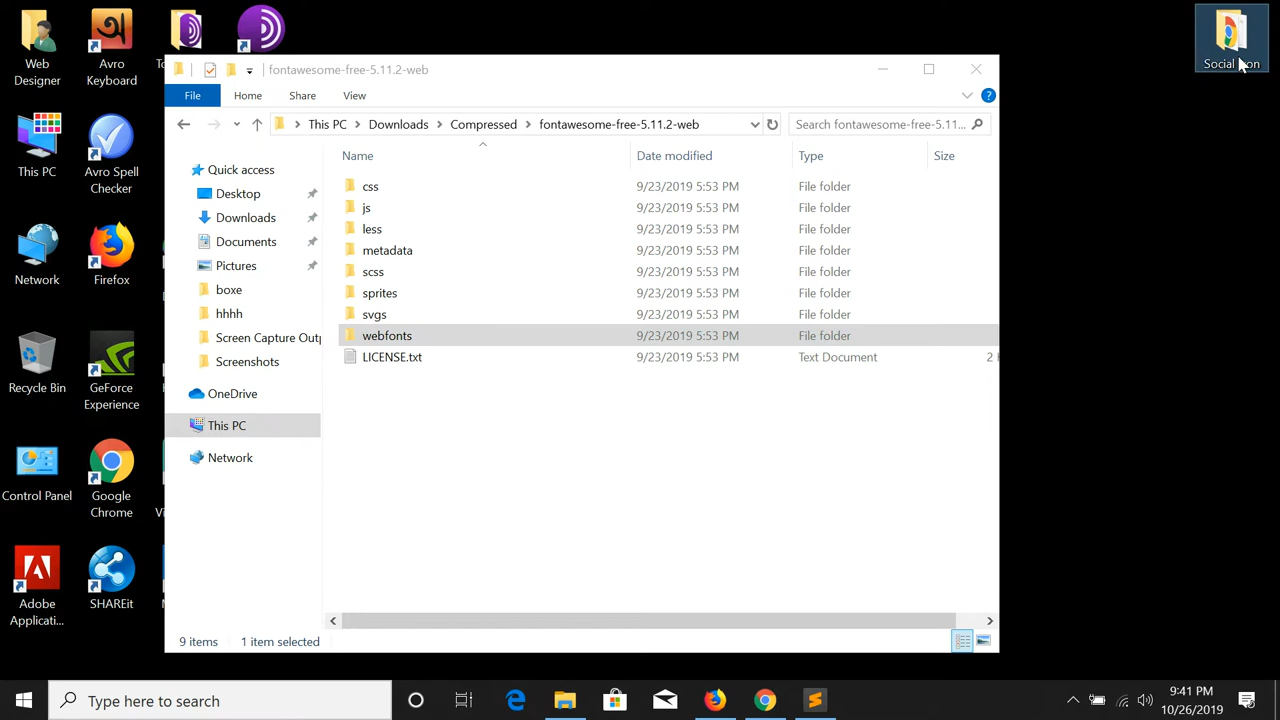 Web
Designer
Avro
Keyboard
This PC
Avro Spell
Checker
Network
Firefox
Recycle Bin
GeForce
Experience
Control Panel
Google
Chrome
Adobe
Applicati...
SHAREit
fontawesome-free-5.11.2-web
File
Home
Share
View
This PC
Downloads
Compressed
fontawesome-free-5.11.2-web
Search fontawesome-free-5.11...
Name
Date modified
Type
Size
Quick access
Desktop
Downloads
Documents
Pictures
boxe
hhhh
Screen Capture Outp
Screenshots
OneDrive
This PC
Network
css 9/23/2019 5:53 PM File folder
js 9/23/2019 5:53 PM File folder
less 9/23/2019 5:53 PM File folder
metadata 9/23/2019 5:53 PM File folder
scss 9/23/2019 5:53 PM File folder
sprites 9/23/2019 5:53 PM File folder
svgs 9/23/2019 5:53 PM File folder
webfonts 9/23/2019 5:53 PM File folder
LICENSE.txt 9/23/2019 5:53 PM Text Document 2
9 items 1 item selected
Social
Type here to search
9:41 PM
10/26/2019